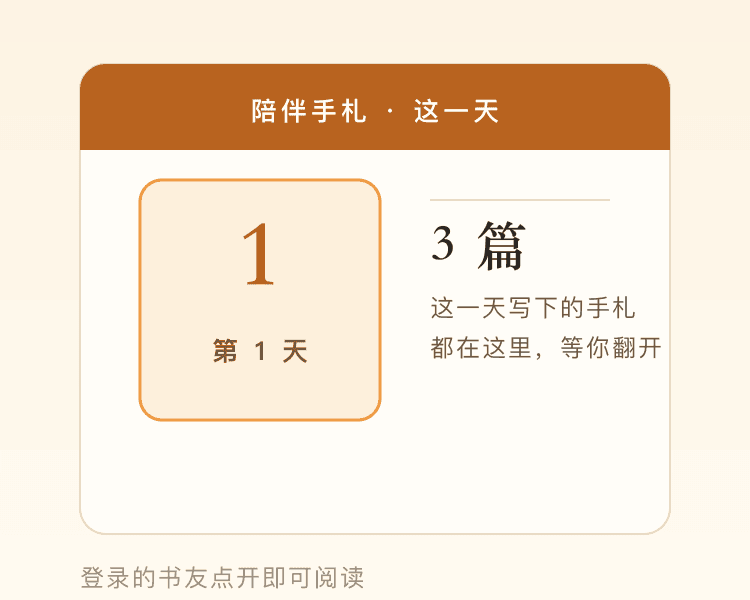 陪伴手札 · 这一天
1
第 1 天
3 篇
这一天写下的手札
都在这里，等你翻开
登录的书友点开即可阅读